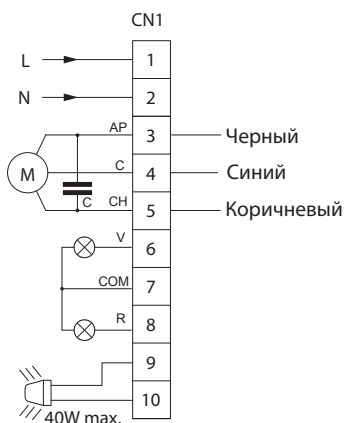 CN1
L 1
N 2
AP 3 Черный
M C 4 Синий
C CH 5 Коричневый
V 6
COM 7
R 8
9
10
40W max.